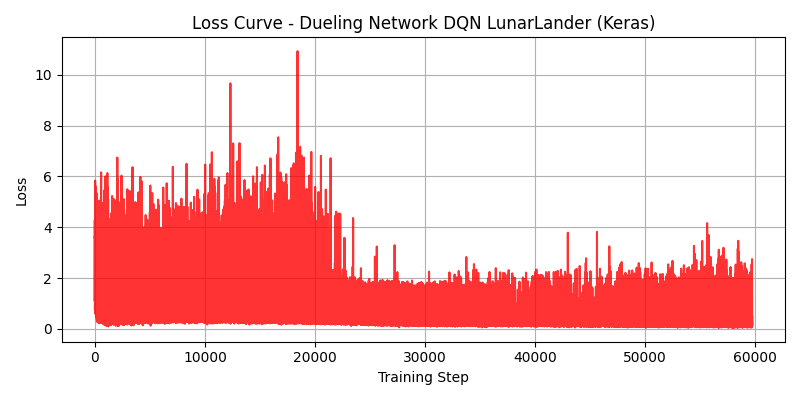 Loss Curve - Dueling Network DQN LunarLander (Keras)
Loss
10
8
6
4
2
0
0 10000 20000 30000 40000 50000 60000
Training Step